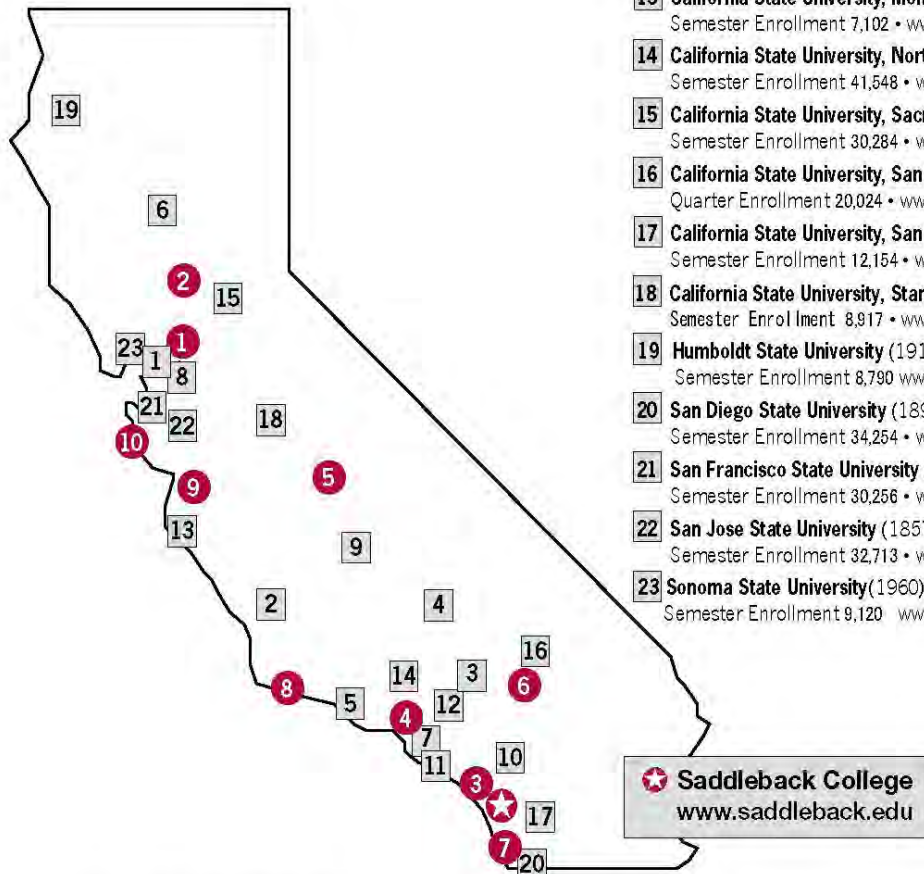 Semester Enrollment 7,102 •
14 California State University,
Semester Enrollment 41,548 •
15 California State University,
Semester Enrollment 30,284 •
16 California State University, San
Quarter Enrollment 20,024 •
17 California State University, San
Semester Enrollment 12,154 •
18 California State University,
Semester Enrollment 8,917 •
19 Humboldt State University (191
Semester Enrollment 8,790
20 San Diego State University (189
Semester Enrollment 34,254 •
21 San Francisco State University
Semester Enrollment 30,256 •
22 San Jose State University (185
Semester Enrollment 32,713 •
23 Sonoma State University(1960)
Semester Enrollment 9,120
19
6
2
15
1
23
1
8
21
22
18
10
5
9
13
9
2
4
16
14
3
6
8
5
12
4
7
11
10
3
17
7
20
Saddleback College
www.saddleback.edu